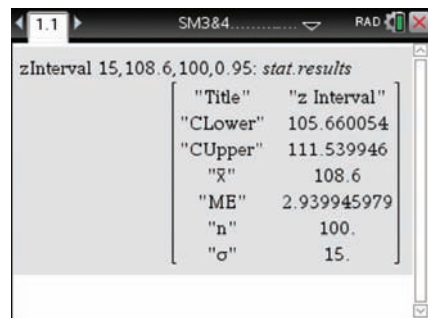 1.1 SM3&4............ RAD
zInterval 15,108.6,100,0.95: stat.results
"Title" "z Interval"
"CLower" 105.660054
"CUpper" 111.539946
"x̄" 108.6
"ME" 2.939945979
"n" 100.
"σ" 15.